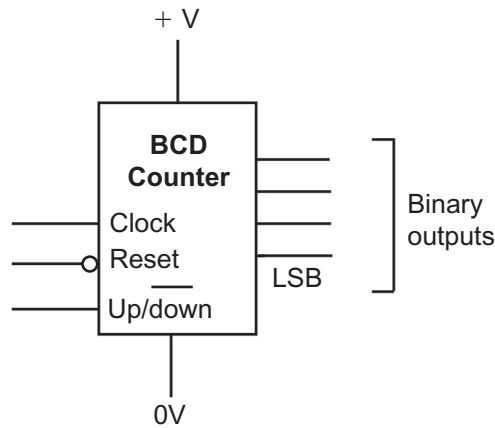 + V
BCD
Counter
Clock
Reset
Up/down
LSB
Binary
outputs
0V